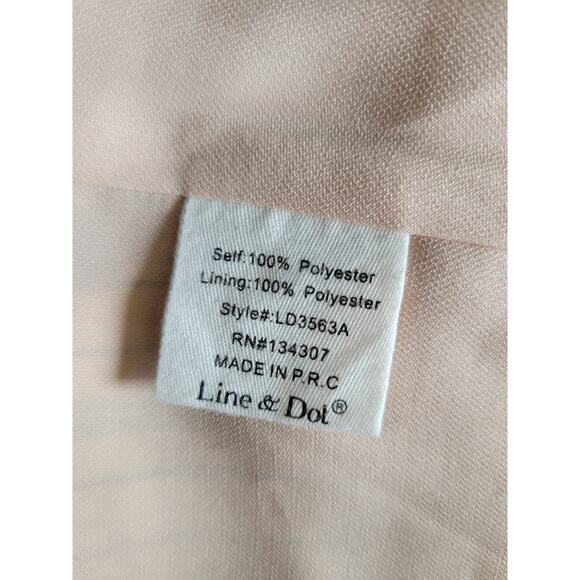 Self:100% Polyester
Lining:100% Polyester
Style#:LD3563A
RN#134307
MADE IN P.R.C
Line & Dot®